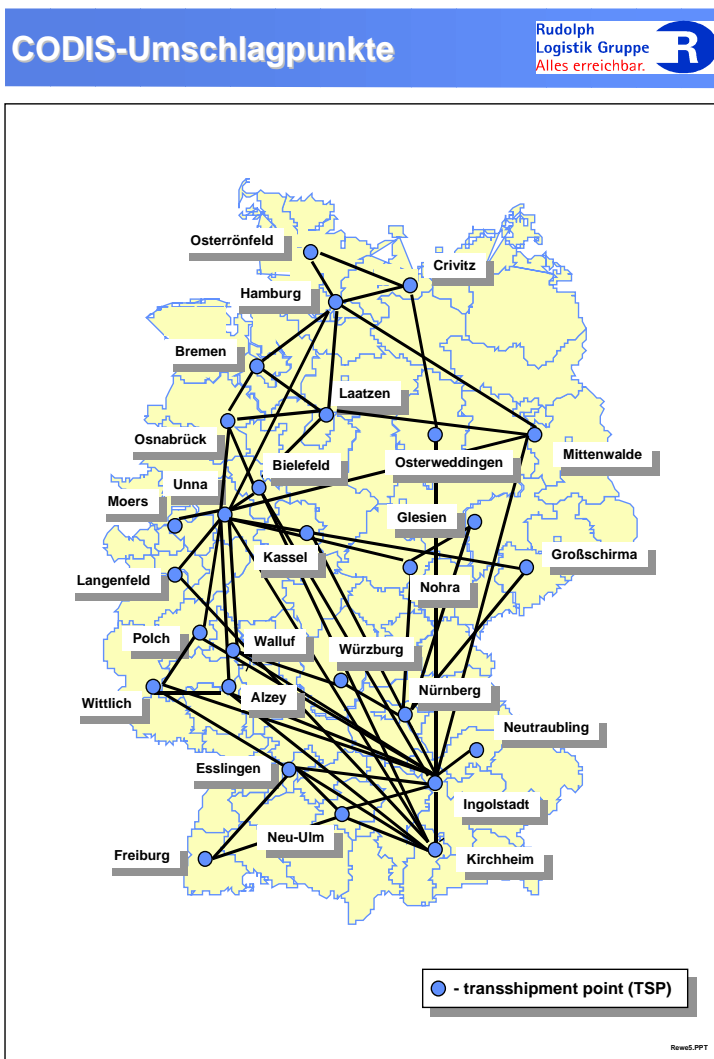 CODIS-Umschlagpunkte
Rudolph
Logistik Gruppe
Alles erreichbar.
R
Osterrönfeld
Crivitz
Hamburg
Bremen
Laatzen
Osnabrück
Bielefeld
Osterweddingen
Mittenwalde
Unna
Moers
Glesien
Kassel
Großschirma
Langenfeld
Nohra
Polch
Walluf
Würzburg
Wittlich
Alzey
Nürnberg
Neutraubling
Esslingen
Ingolstadt
Neu-Ulm
Freiburg
Kirchheim
- transshipment point (TSP)
Rewe5.PPT